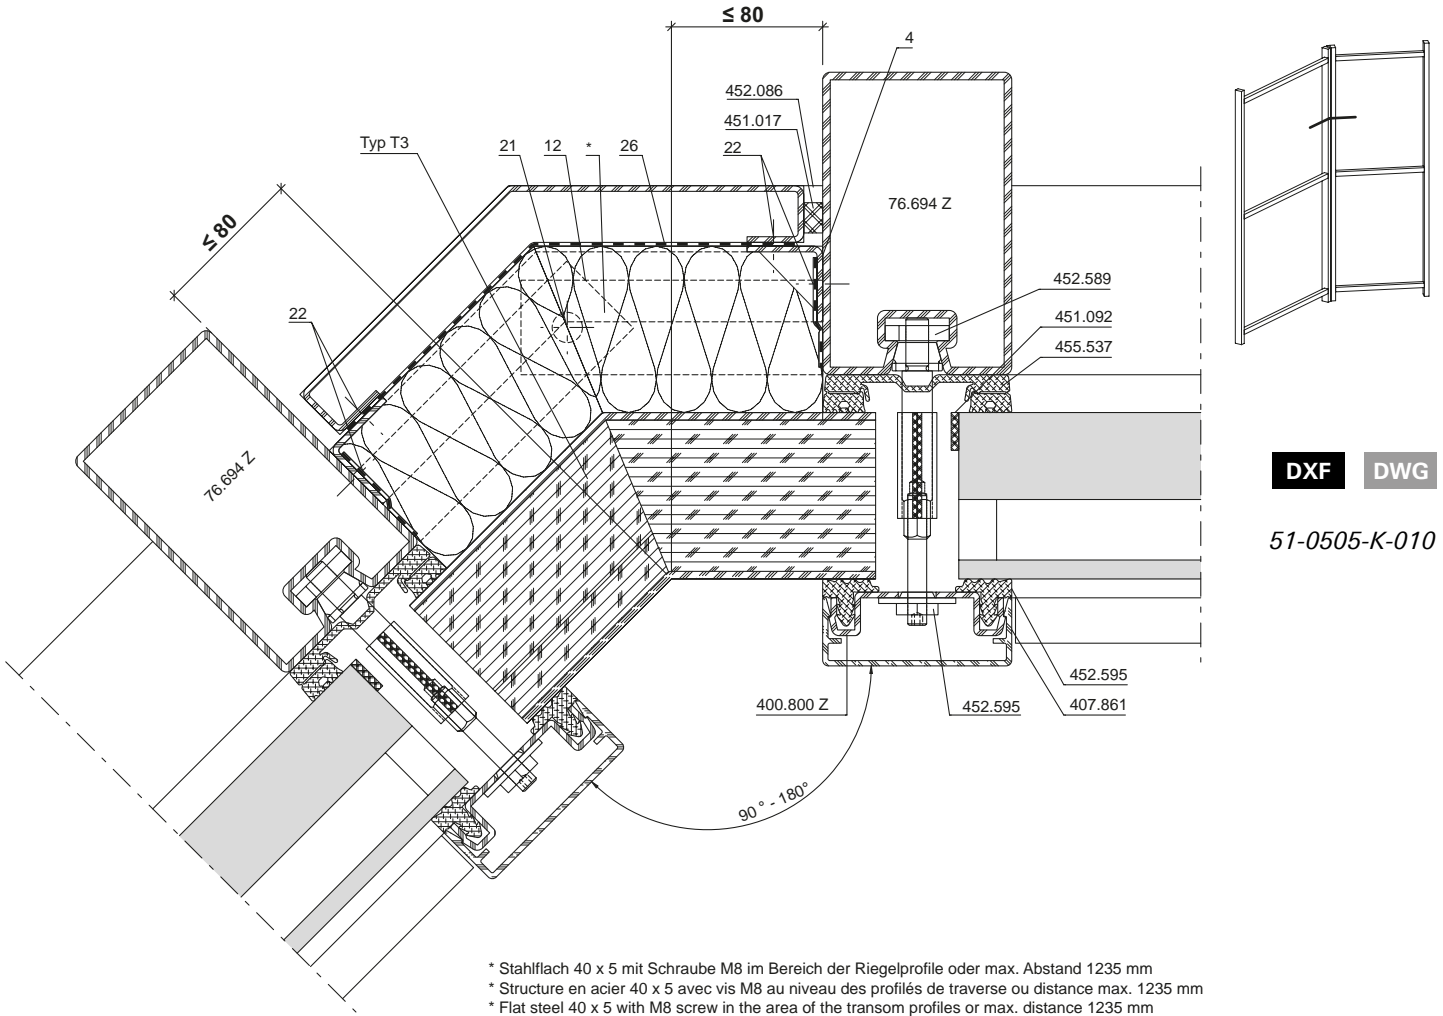 ≤ 80
4
452.086
451.017
Typ T3
21
12
*
26
22
76.694 Z
≤ 80
452.589
451.092
455.537
22
76.694 Z
DXF
DWG
51-0505-K-010
452.595
400.800 Z
452.595
407.861
90 ° - 180°
* Stahlflach 40 x 5 mit Schraube M8 im Bereich der Riegelprofile oder max. Abstand 1235 mm
* Structure en acier 40 x 5 avec vis M8 au niveau des profilés de traverse ou distance max. 1235 mm
* Flat steel 40 x 5 with M8 screw in the area of the transom profiles or max. distance 1235 mm